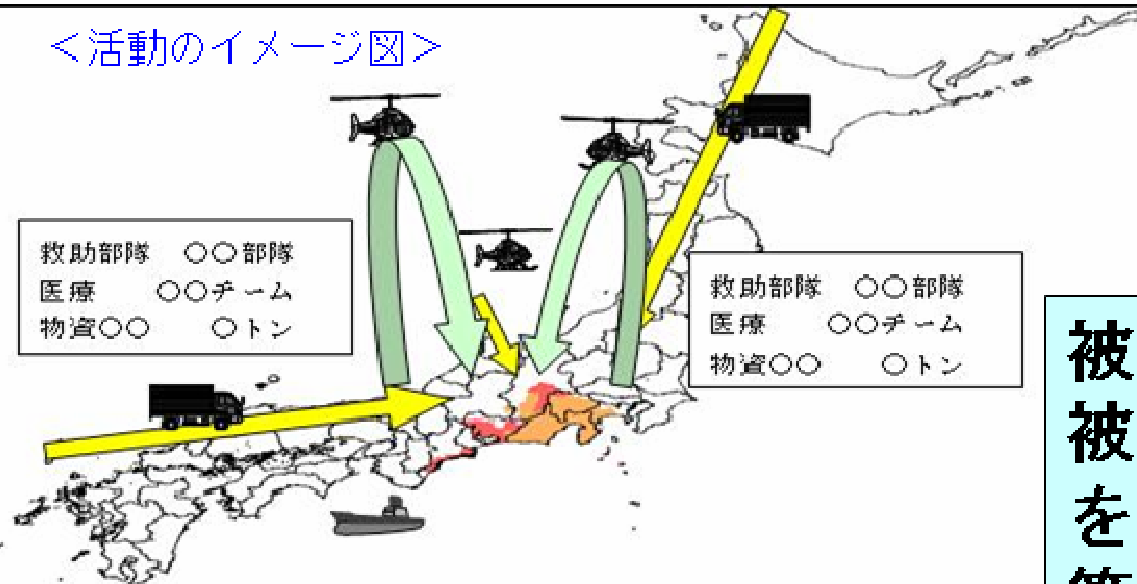 ＜活動のイメージ図＞
救助部隊　○○部隊
医療　○○チーム
物資○○　○トン
救助部隊　○○部隊
医療　○○チーム
物資○○　○トン
被
被
を